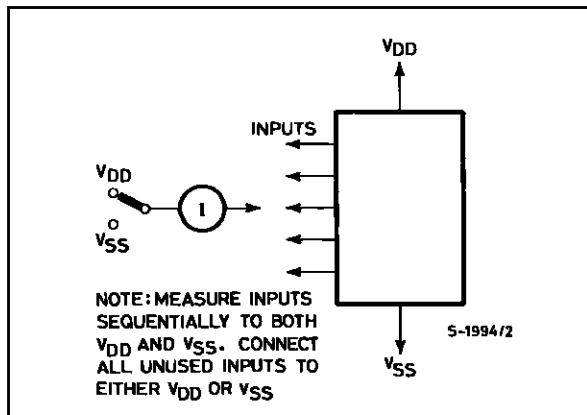 VDD
INPUTS
VDD
I
VSS
NOTE: MEASURE INPUTS
SEQUENTIALLY TO BOTH
VDD AND VSS. CONNECT
ALL UNUSED INPUTS TO
EITHER VDD OR VSS
S-1994/2
VSS